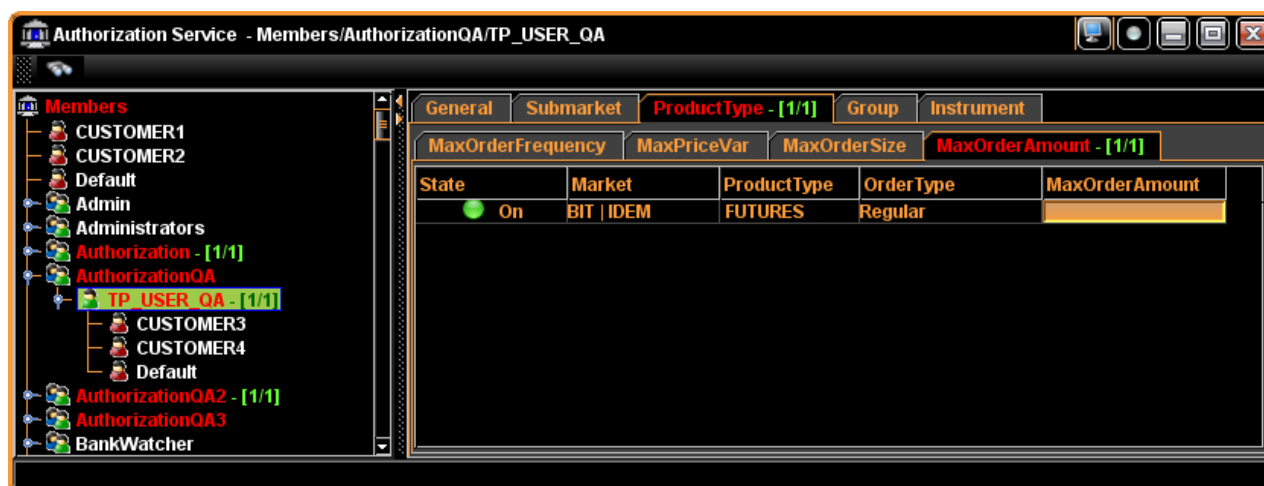 Authorization Service - Members/AuthorizationQA/TP_USER_QA
Members
CUSTOMER1
CUSTOMER2
Default
Admin
Administrators
Authorization - [1/1]
AuthorizationQA
TP_USER_QA - [1/1]
CUSTOMER3
CUSTOMER4
Default
AuthorizationQA2 - [1/1]
AuthorizationQA3
BankWatcher
General Submarket ProductType - [1/1] Group Instrument
MaxOrderFrequency MaxPriceVar MaxOrderSize MaxOrderAmount - [1/1]
State Market ProductType OrderType MaxOrderAmount
On BIT | IDEM FUTURES Regular